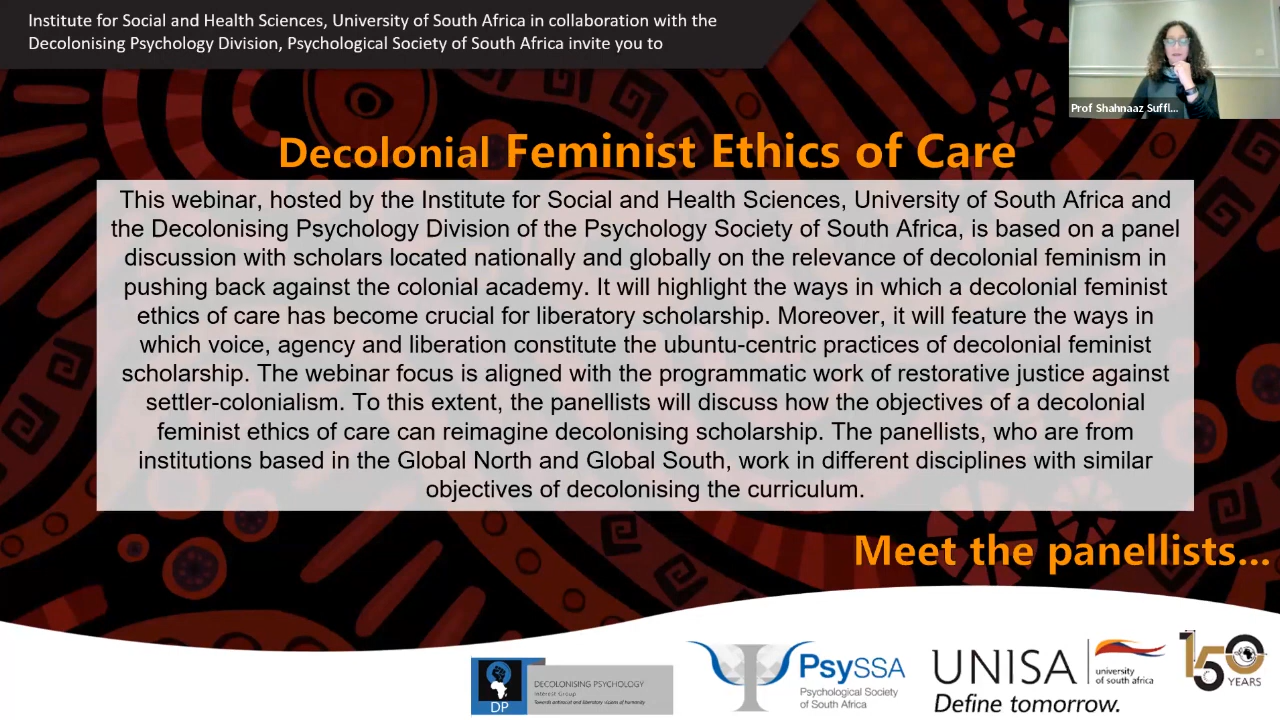 Institute for Social and Health Sciences, University of South Africa in collaboration with the
Decolonising Psychology Division, Psychological Society of South Africa invite you to
Prof Shahnaaz Suffl...
Decolonial Feminist Ethics of Care
This webinar, hosted by the Institute for Social and Health Sciences, University of South Africa and
the Decolonising Psychology Division of the Psychology Society of South Africa, is based on a panel
discussion with scholars located nationally and globally on the relevance of decolonial feminism in
pushing back against the colonial academy. It will highlight the ways in which a decolonial feminist
ethics of care has become crucial for liberatory scholarship. Moreover, it will feature the ways in
which voice, agency and liberation constitute the ubuntu-centric practices of decolonial feminist
scholarship. The webinar focus is aligned with the programmatic work of restorative justice against
settler-colonialism. To this extent, the panellists will discuss how the objectives of a decolonial
feminist ethics of care can reimagine decolonising scholarship. The panellists, who are from
institutions based in the Global North and Global South, work in different disciplines with similar
objectives of decolonising the curriculum.
Meet the panellists...
DP
DECOLONISING PSYCHOLOGY
Interest Group
Towards antiracist and liberatory visions of humanity
PsySSA
Psychological Society
of South Africa
UNISA
university
of south africa
Define tomorrow.
150
YEARS